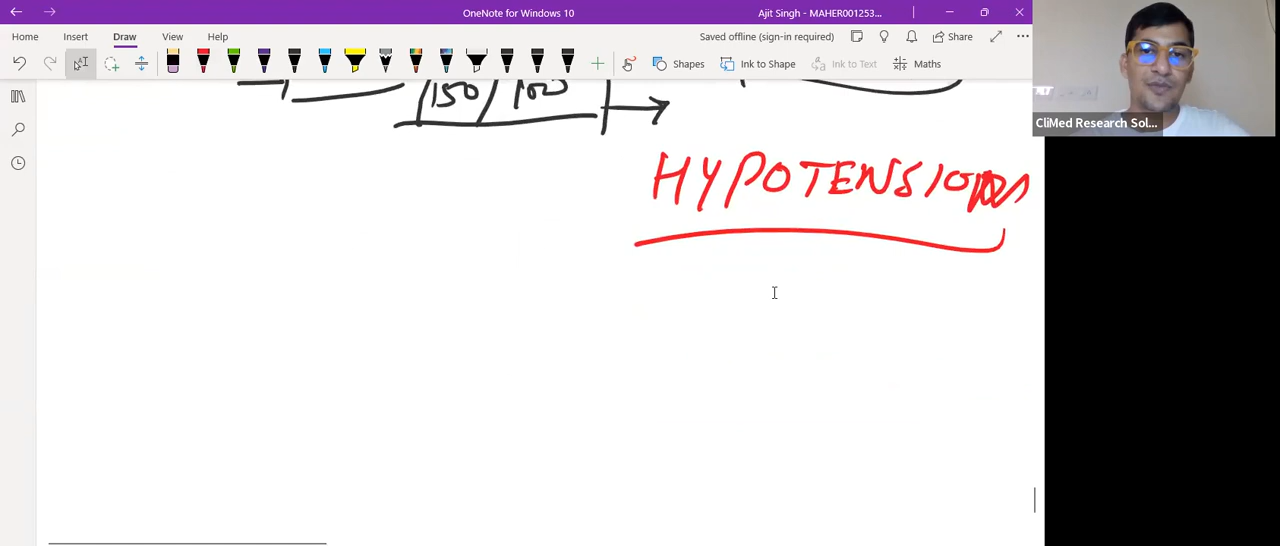 OneNote for Windows 10
Ajit Singh - MAHER001253...
Home Insert Draw View Help
Saved offline (sign-in required)
Share
Shapes
Ink to Shape
Ink to Text
Maths
CliMed Research Sol...
150/100
HYPOTENSION